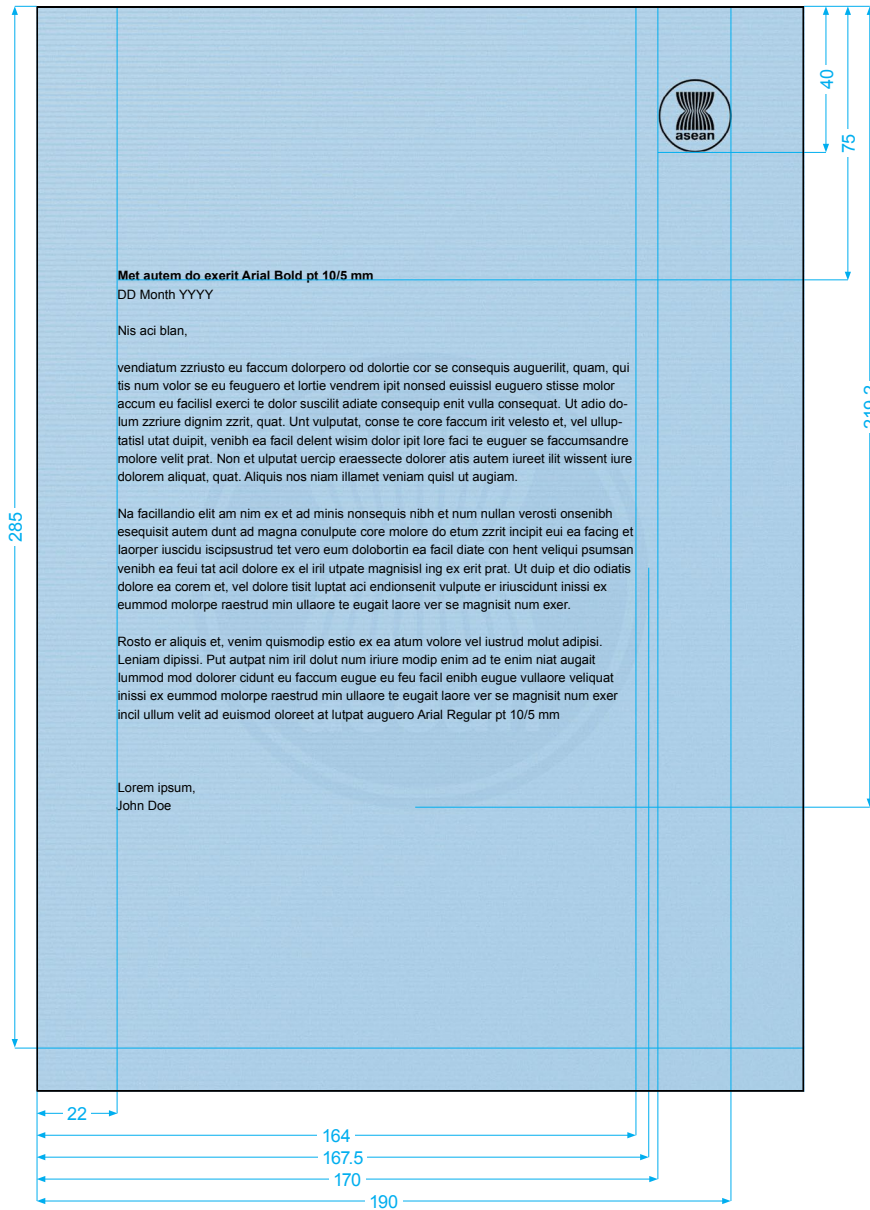 40
75
asean
Met autem do exerit Arial Bold pt 10/5 mm
DD Month YYYY
Nis aci blan,
vendiatum zzriusto eu faccum dolorpero od dolortie cor se consequis auguerilit, quam, qui
tis num volor se eu feuguero et lortie vendrem ipit nonsed euissisl euguero stisse molor
accum eu facilisl exerci te dolor suscilit adiate consequip enit vulla consequat. Ut adio do-
lum zzriure dignim zzrit, quat. Unt vulputat, conse te core faccum irit velesto et, vel ullup-
tatisl utat duipit, venibh ea facil delent wisim dolor ipit lore faci te euguer se faccumsandre
molore velit prat. Non et ulputat uercip eraessecte dolorer atis autem iureet ilit wissent iure
dolorem aliquat, quat. Aliquis nos niam illamet veniam quisl ut augiam.
Na facillandio elit am nim ex et ad minis nonsequis nibh et num nullan verosti onsenibh
esequisit autem dunt ad magna conulpute core molore do etum zzrit incipit eui ea facing et
laorper iuscidu iscipsustrud tet vero eum dolobortin ea facil diate con hent veliqui psumsan
venibh ea feui tat acil dolore ex el iril utpate magnisisl ing ex erit prat. Ut duip et dio odiatis
dolore ea corem et, vel dolore tisit luptat aci endionsenit vulpute er iriuscidunt inissi ex
eummod molorpe raestrud min ullaore te eugait laore ver se magnisit num exer.
Rosto er aliquis et, venim quismodip estio ex ea atum volore vel iustrud molut adipisi.
Leniam dipissi. Put autpat nim iril dolut num iriure modip enim ad te enim niat augait
lummod mod dolorer cidunt eu faccum eugue eu feu facil enibh eugue vullaore veliquat
inissi ex eummod molorpe raestrud min ullaore te eugait laore ver se magnisit num exer
incil ullum velit ad euismod oloreet at lutpat auguero Arial Regular pt 10/5 mm
Lorem ipsum,
John Doe
285
22
164
167.5
170
190